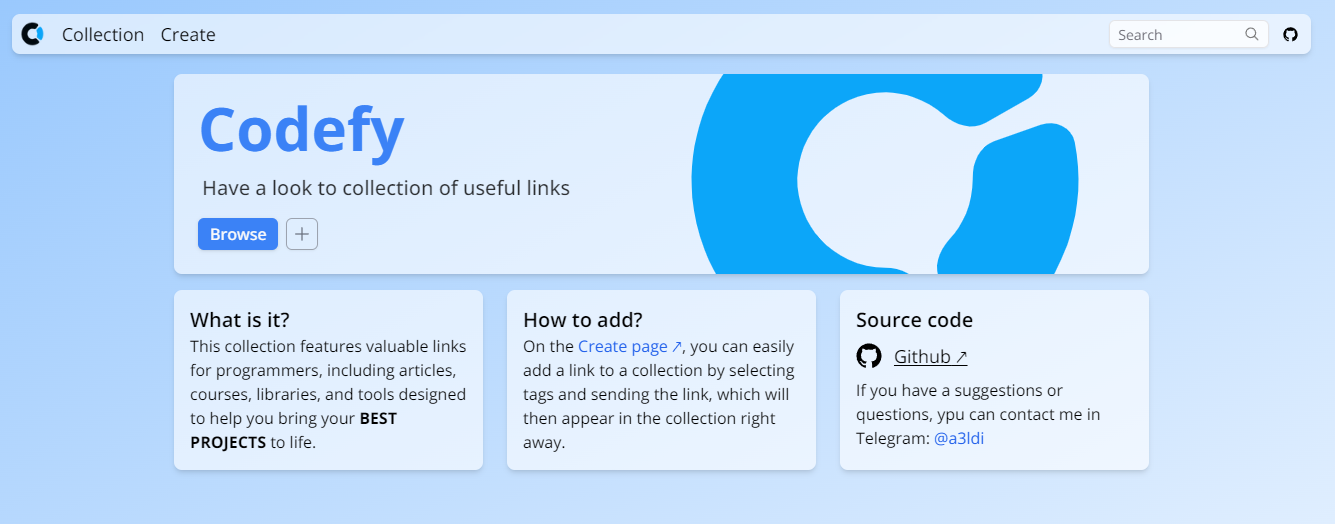 Collection Create Search
Codefy
Have a look to collection of useful links
Browse
What is it?
This collection features valuable links
for programmers, including articles,
courses, libraries, and tools designed
to help you bring your BEST
PROJECTS to life.
How to add?
On the Create page ↗, you can easily
add a link to a collection by selecting
tags and sending the link, which will
then appear in the collection right
away.
Source code
Github ↗
If you have a suggestions or
questions, ypu can contact me in
Telegram: @a3ldi